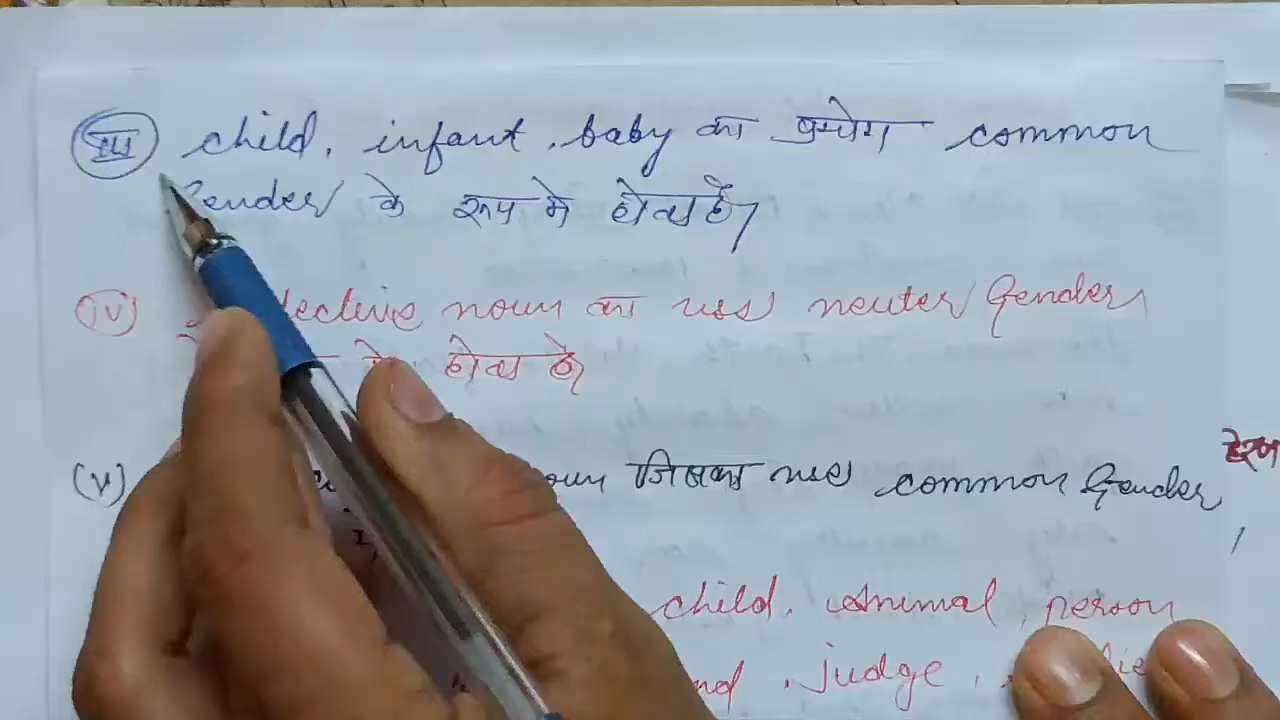 (iii) child, infant, baby का प्रयोग common
Gender के रूप मे होता है।
(iv) noun का use neuter Gender
मे होता है
(v) जिसका use common Gender
child, Animal, person
judge,